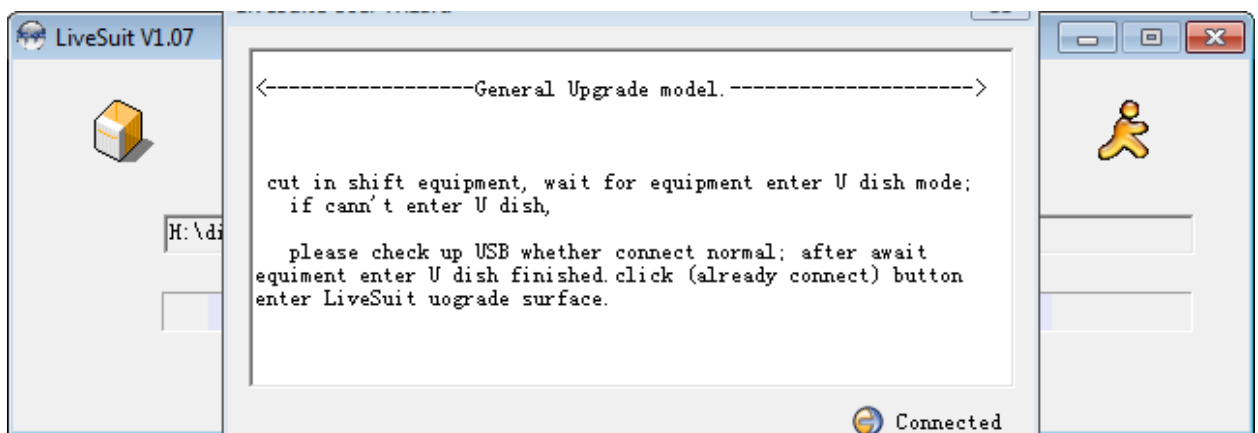 LiveSuit V1.07
<------------------General Upgrade model.--------------------->
cut in shift equipment, wait for equipment enter U dish mode;
if cann't enter U dish,
please check up USB whether connect normal; after await
equiment enter U dish finished.click (already connect) button
enter LiveSuit uograde surface.
H:\di
Connected